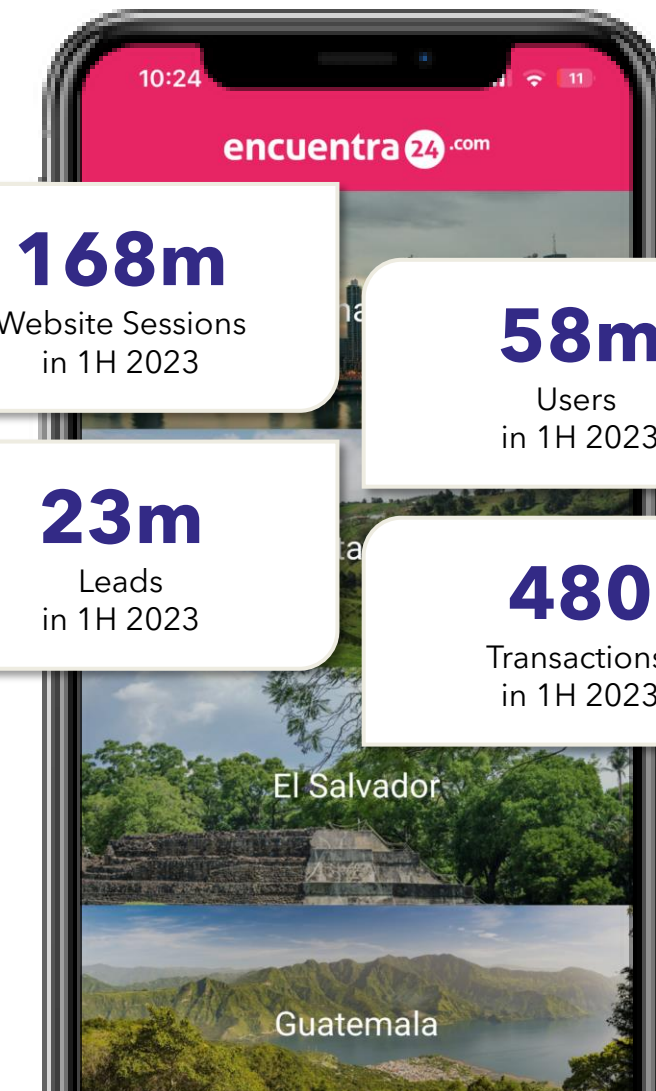 10:24
11
encuentra24.com
168m
Website Sessions
in 1H 2023
58m
Users
in 1H 2023
23m
Leads
in 1H 2023
480
Transactions
in 1H 2023
El Salvador
Guatemala